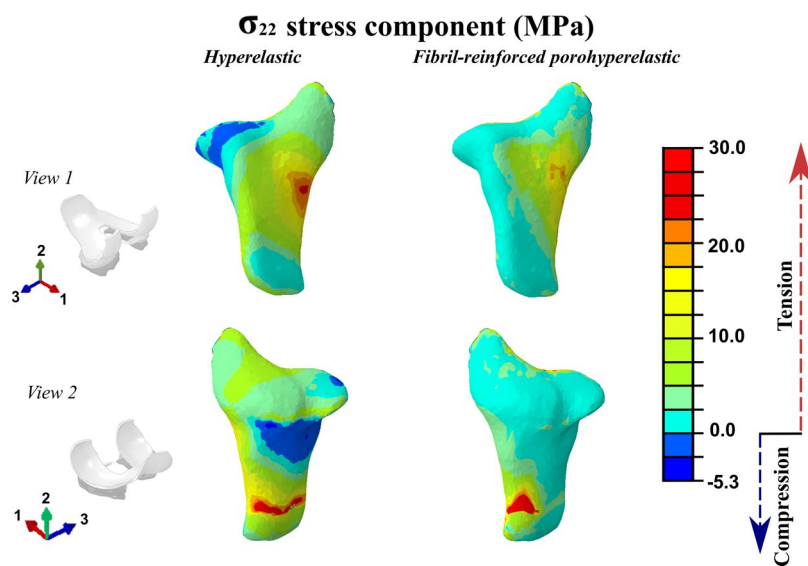 σ22 stress component (MPa)
Hyperelastic
Fibril-reinforced porohyperelastic
View 1
2
3
1
View 2
2
1
3
30.0
20.0
10.0
0.0
-5.3
Tension
Compression